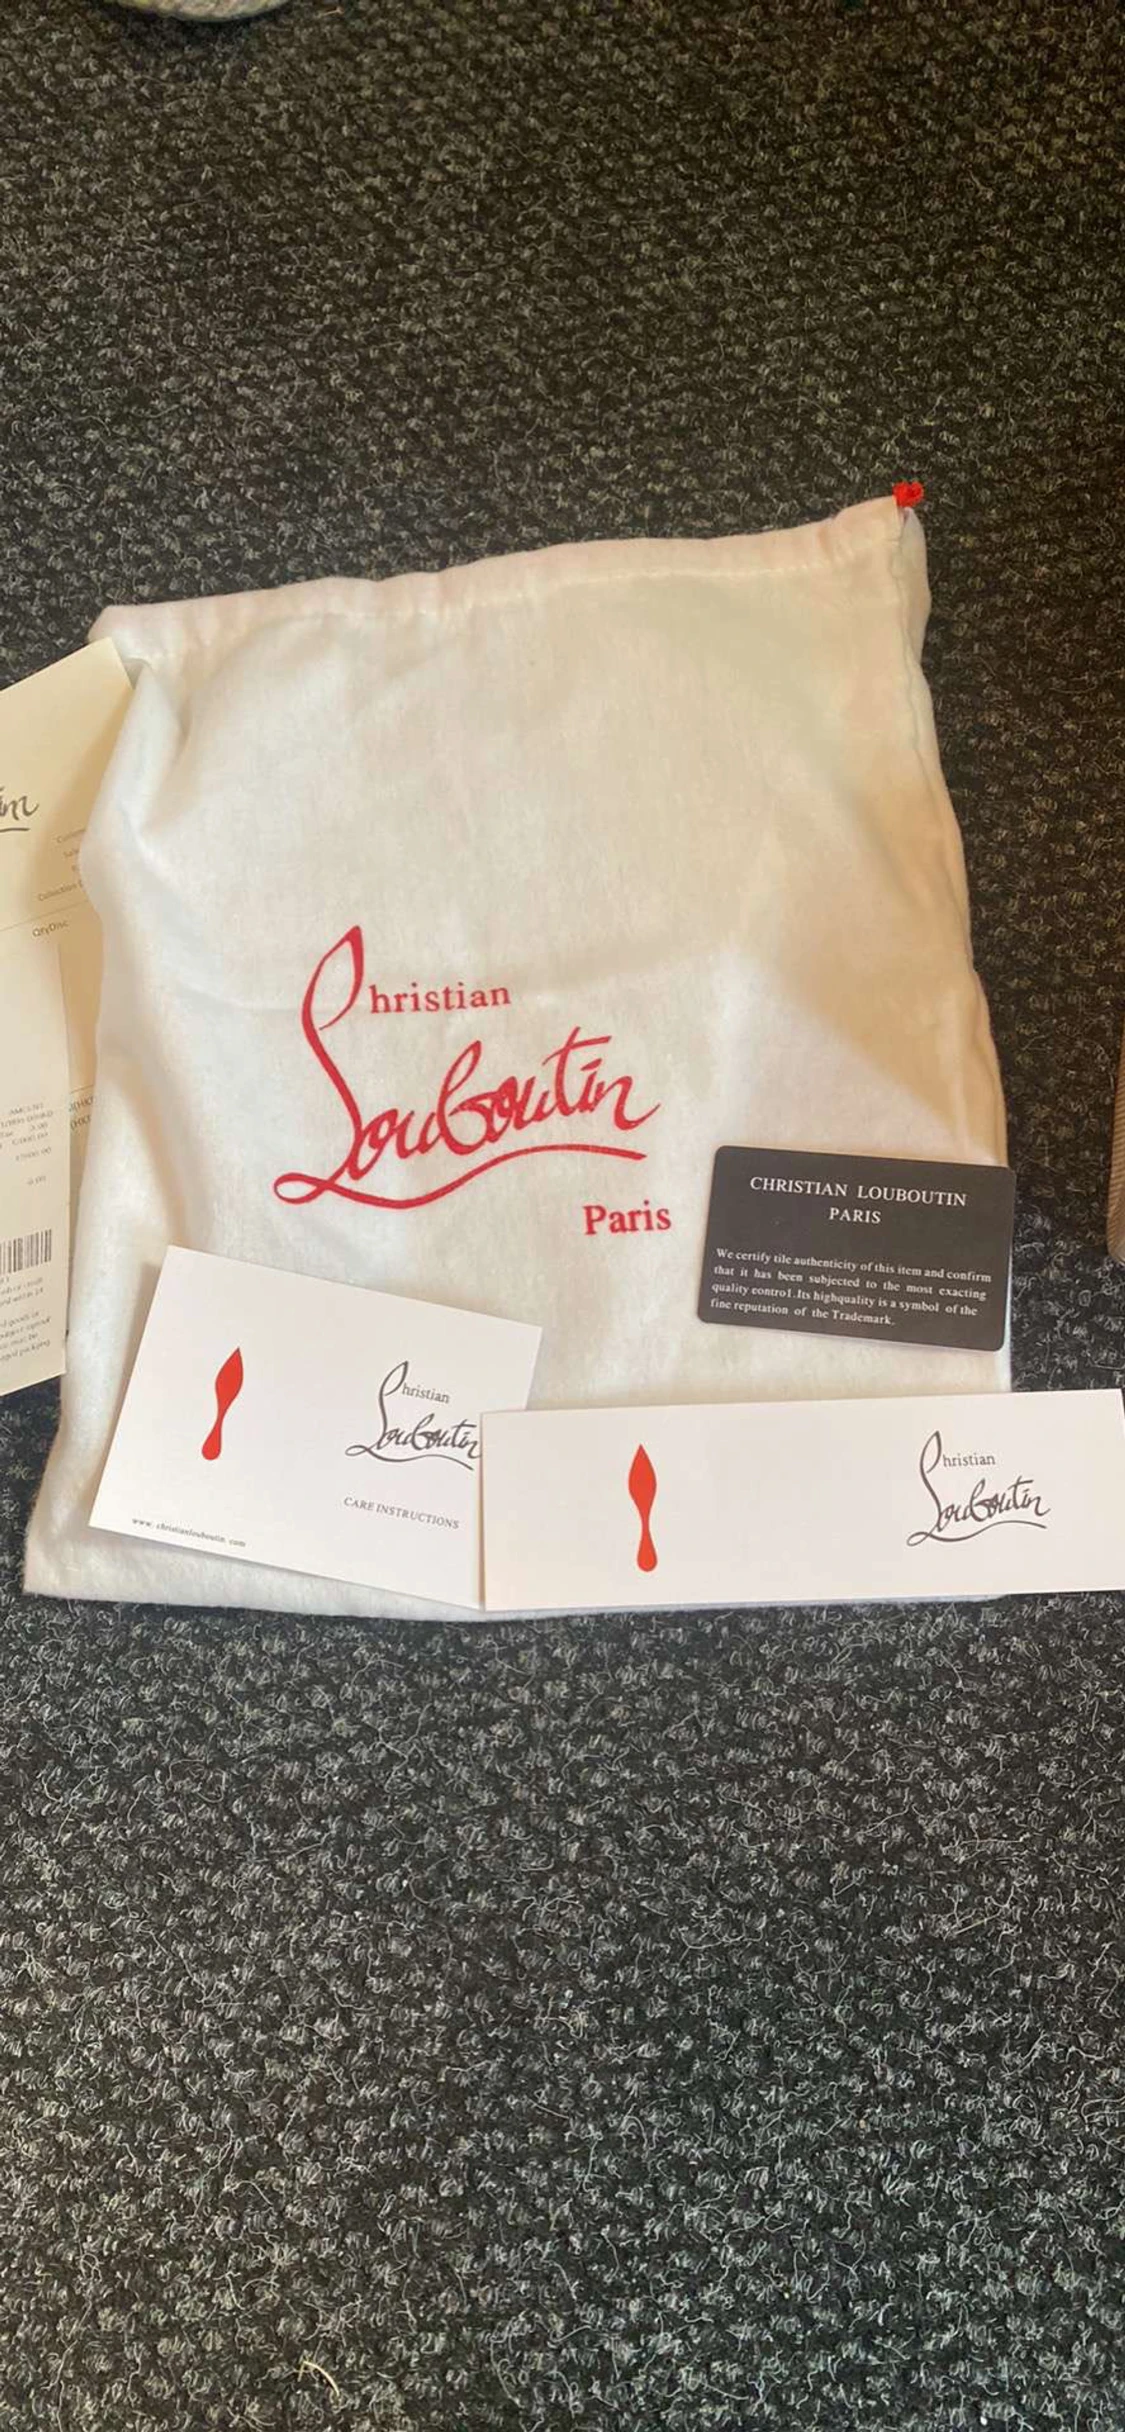 Christian
Louboutin
Paris
CHRISTIAN LOUBOUTIN
PARIS
We certify tile authenticity of this item and confirm
that it has been subjected to the most exacting
quality control.Its highquality is a symbol of the
fine reputation of the Trademark.
Christian
Louboutin
CARE INSTRUCTIONS
www. christianlouboutin. com
Christian
Louboutin
QtyDisc